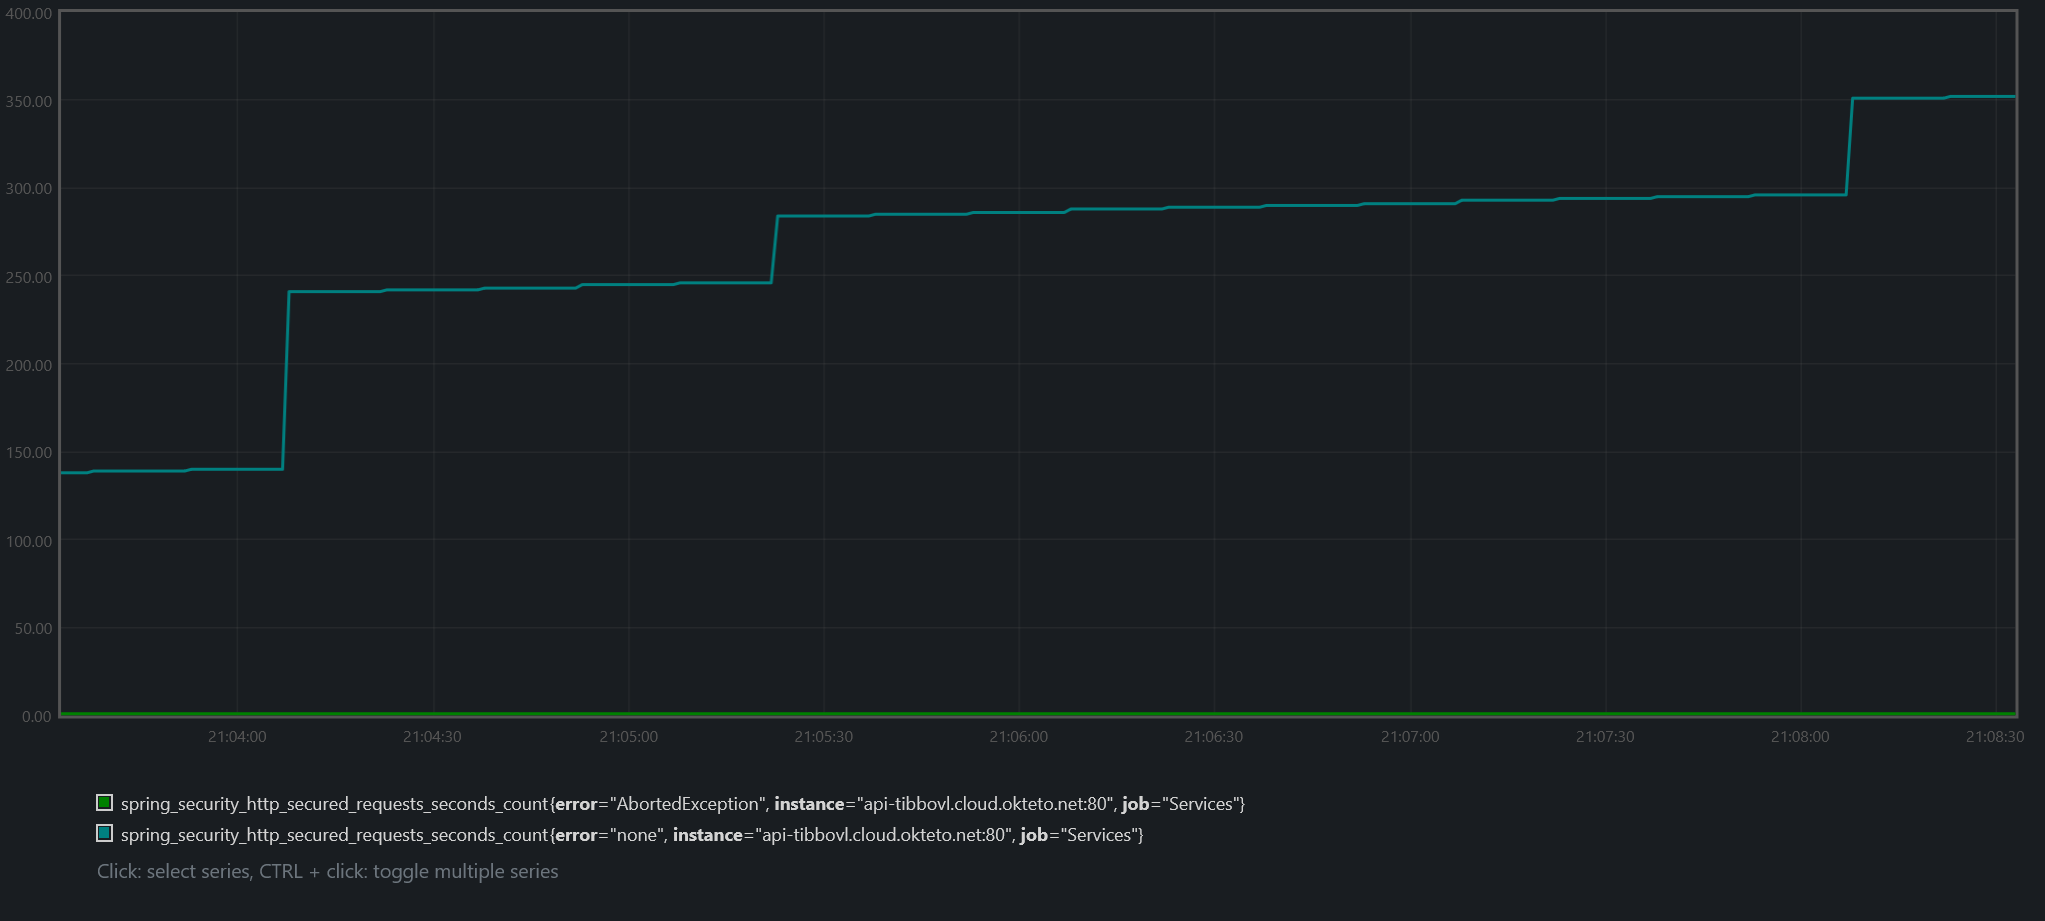 400.00
350.00
300.00
250.00
200.00
150.00
100.00
50.00
0.00
21:04:00 21:04:30 21:05:00 21:05:30 21:06:00 21:06:30 21:07:00 21:07:30 21:08:00 21:08:30
spring_security_http_secured_requests_seconds_count{error="AbortedException", instance="api-tibbovl.cloud.okteto.net:80", job="Services"}
spring_security_http_secured_requests_seconds_count{error="none", instance="api-tibbovl.cloud.okteto.net:80", job="Services"}
Click: select series, CTRL + click: toggle multiple series